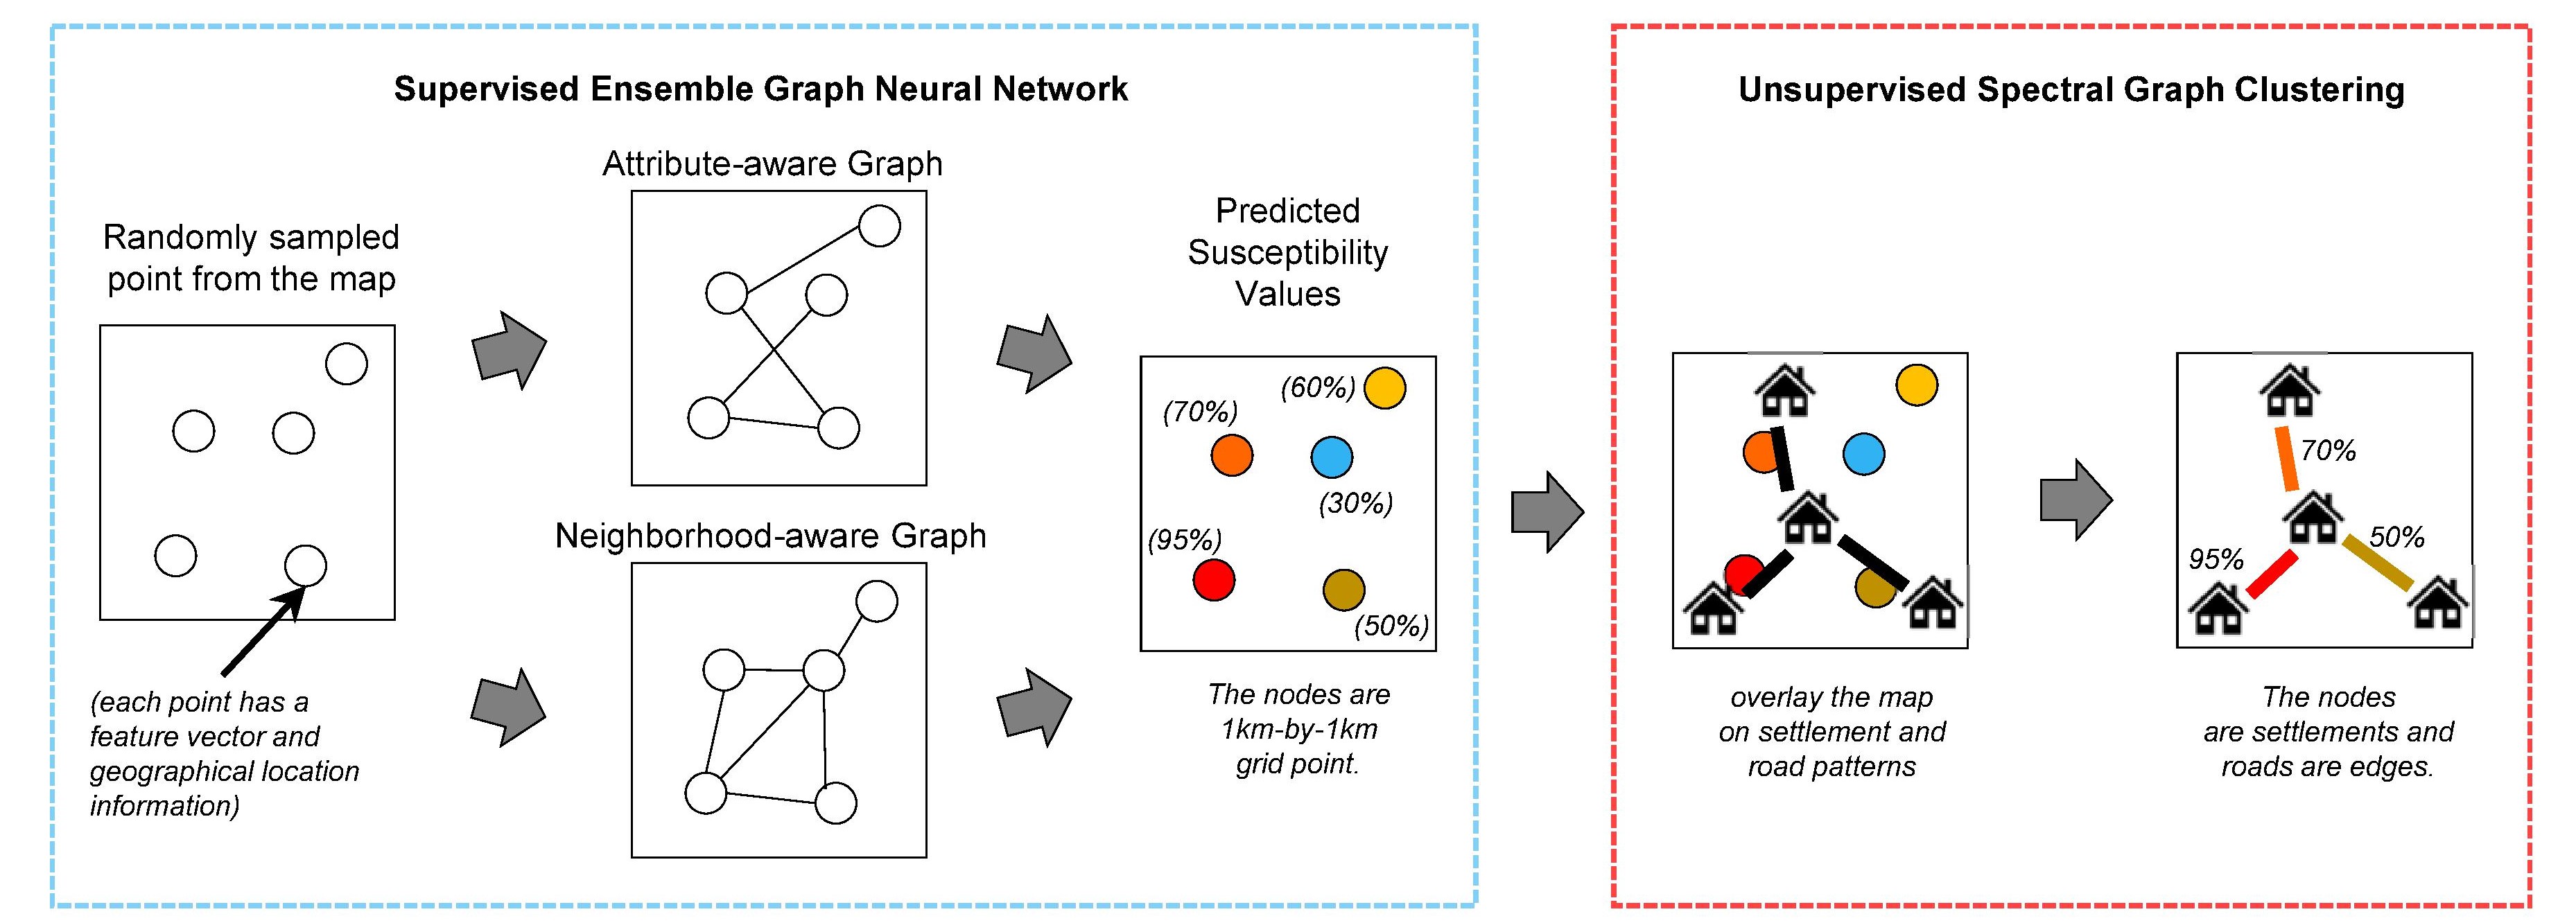 Supervised Ensemble Graph Neural Network
Randomly sampled
point from the map
(each point has a
feature vector and
geographical location
information)
Attribute-aware Graph
Neighborhood-aware Graph
Predicted
Susceptibility
Values
(60%)
(70%)
(30%)
(95%)
(50%)
The nodes are
1km-by-1km
grid point.
Unsupervised Spectral Graph Clustering
overlay the map
on settlement and
road patterns
70%
50%
95%
The nodes
are settlements and
roads are edges.